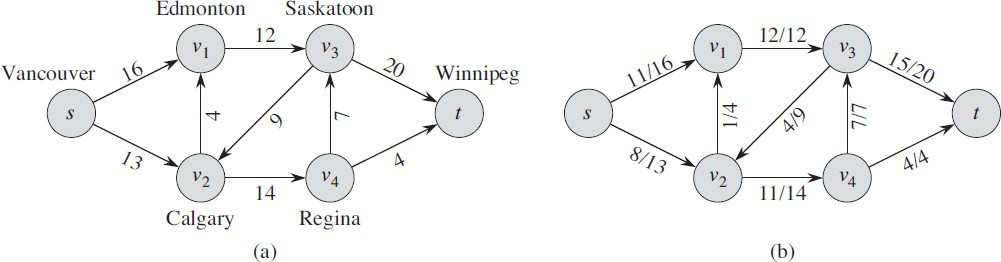 Edmonton Saskatoon
v1 12 v3
Vancouver 16 20 Winnipeg
s 4 9 7 t
13 4
v2 14 v4
Calgary Regina
(a)
v1 12/12 v3
11/16 15/20
s 1/4 4/9 7/7 t
8/13 4/4
v2 11/14 v4
(b)